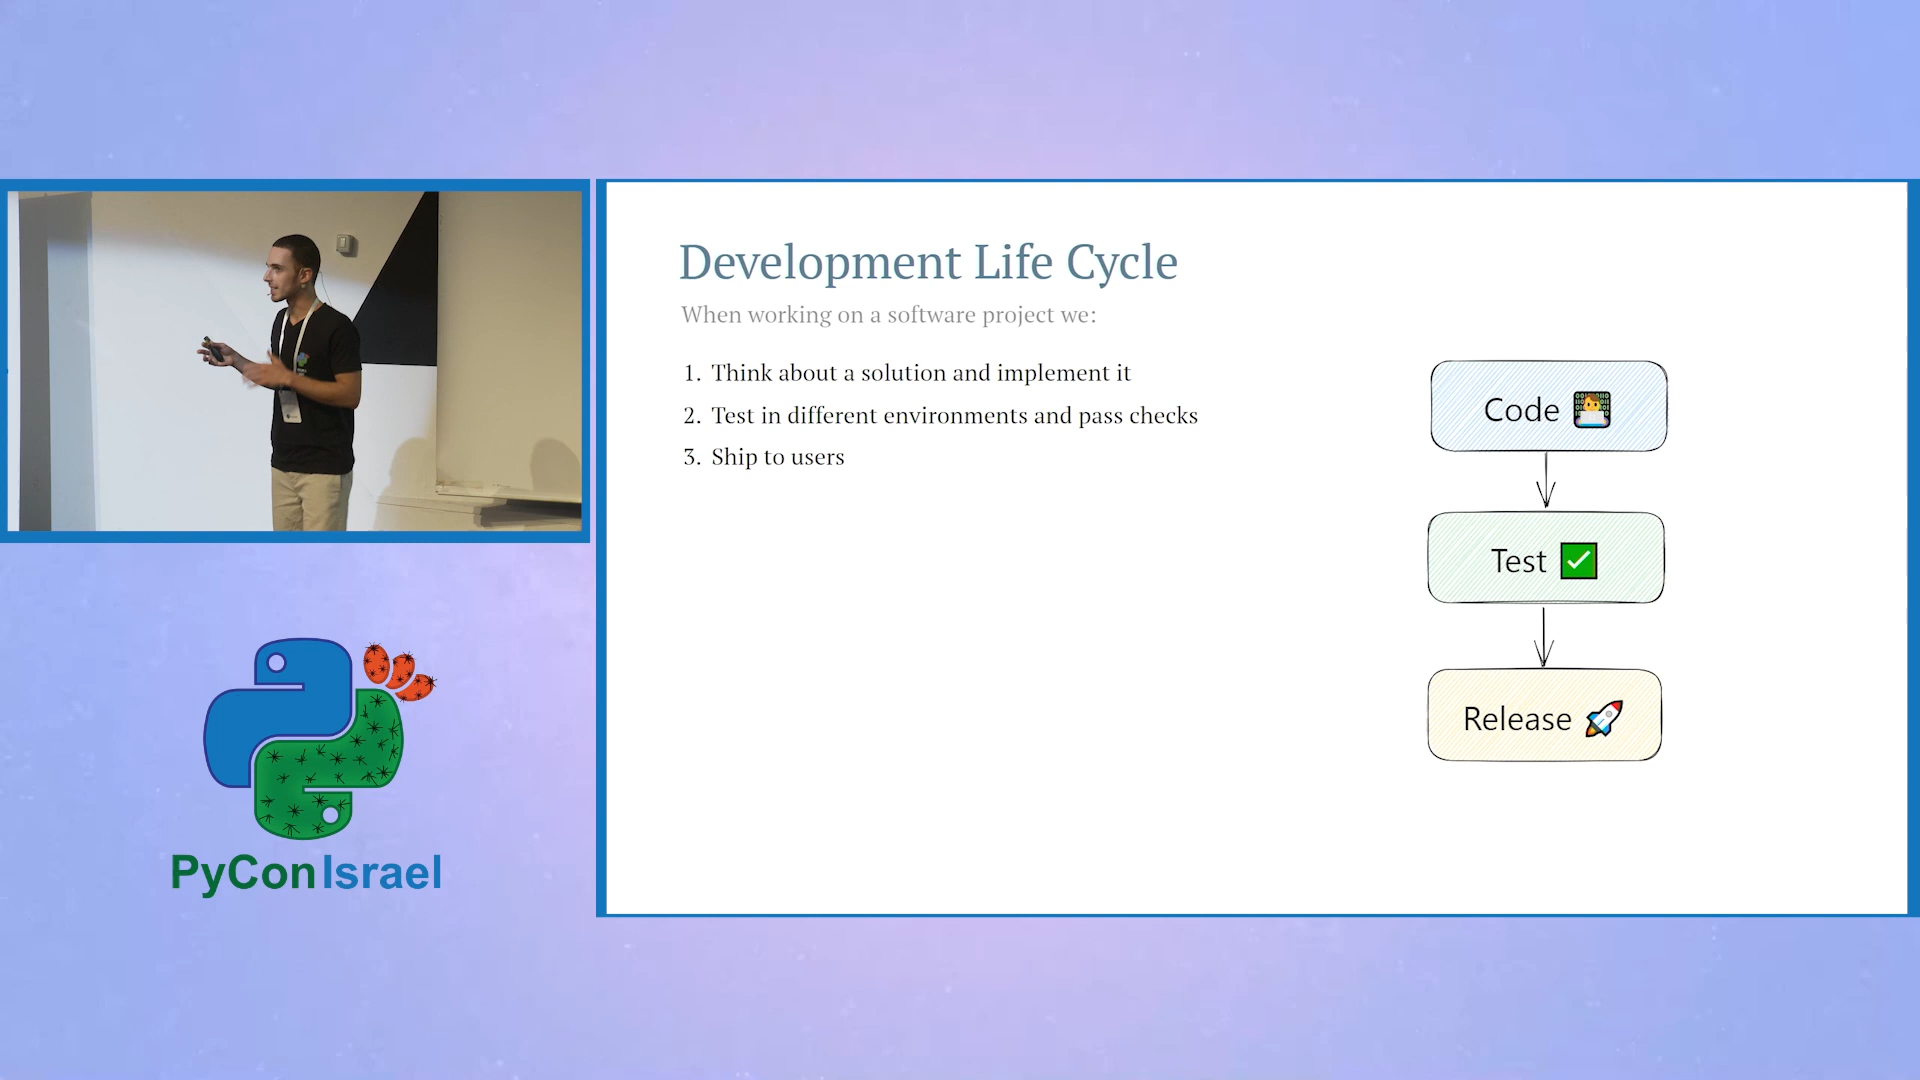 Development Life Cycle
When working on a software project we:
1. Think about a solution and implement it
2. Test in different environments and pass checks
3. Ship to users
Code
Test
Release
PyConIsrael